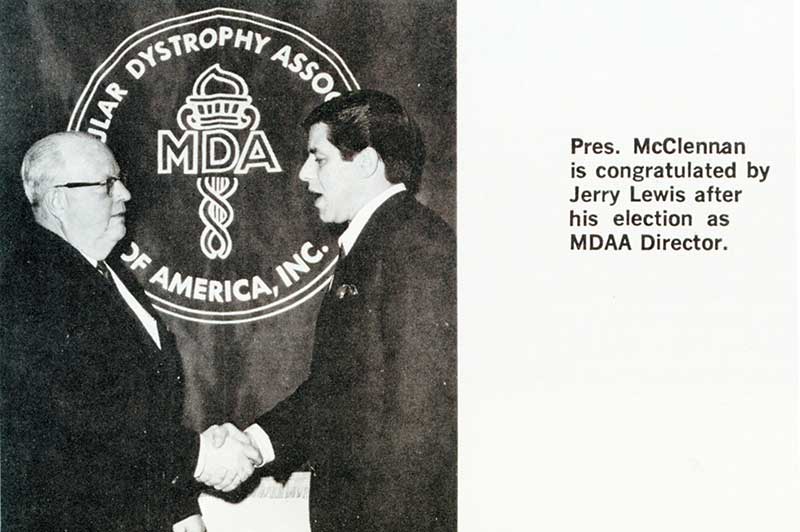 ULAR DYSTROPHY ASSOC
MDA
OF AMERICA, INC.
Pres. McClennan
is congratulated by
Jerry Lewis after
his election as
MDAA Director.